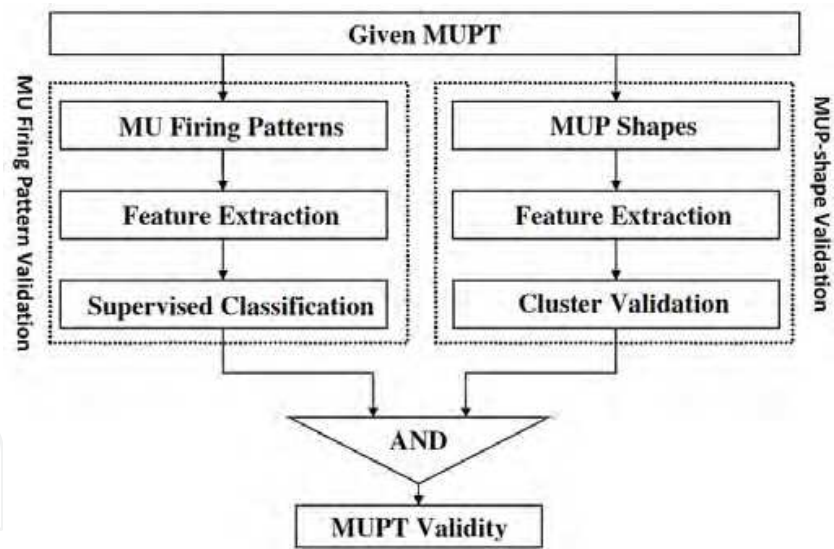 Given MUPT
MU Firing Pattern Validation
MU Firing Patterns
Feature Extraction
Supervised Classification
MUP Shapes
Feature Extraction
Cluster Validation
MUP-shape Validation
AND
MUPT Validity